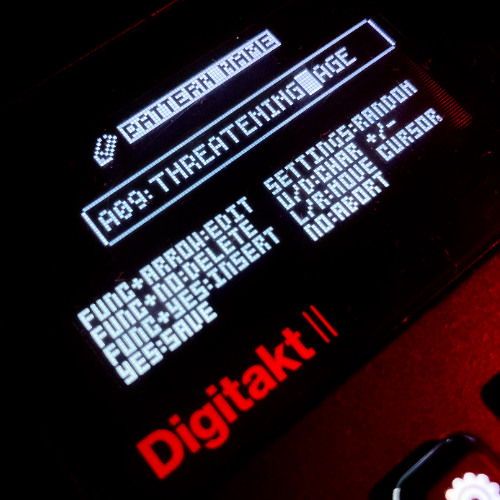 PATTERN NAME
A09:THREATENING AGE
FUNC+ARROW:EDIT
FUNC+NO:DELETE
FUNC+YES:INSERT
YES:SAVE
SETTINGS:RANDOM
U/D:CHAR +/-
L/R:MOVE CURSOR
NO:ABORT
Digitakt II